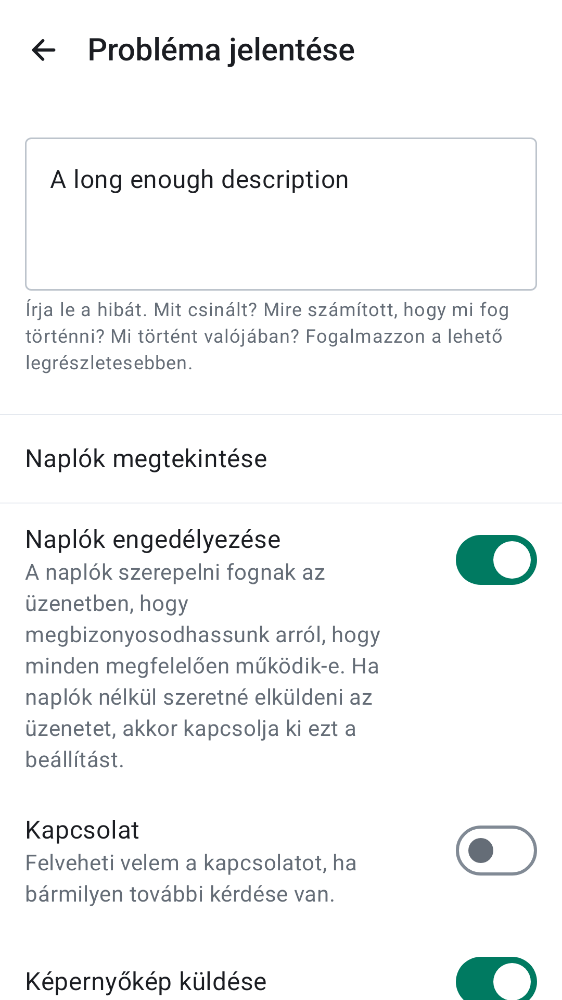 Probléma jelentése
A long enough description
Írja le a hibát. Mit csinált? Mire számított, hogy mi fog
történni? Mi történt valójában? Fogalmazzon a lehető
legrészletesebben.
Naplók megtekintése
Naplók engedélyezése
A naplók szerepelni fognak az
üzenetben, hogy
megbizonyosodhassunk arról, hogy
minden megfelelően működik-e. Ha
naplók nélkül szeretné elküldeni az
üzenetet, akkor kapcsolja ki ezt a
beállítást.
Kapcsolat
Felveheti velem a kapcsolatot, ha
bármilyen további kérdése van.
Képernyőkép küldése